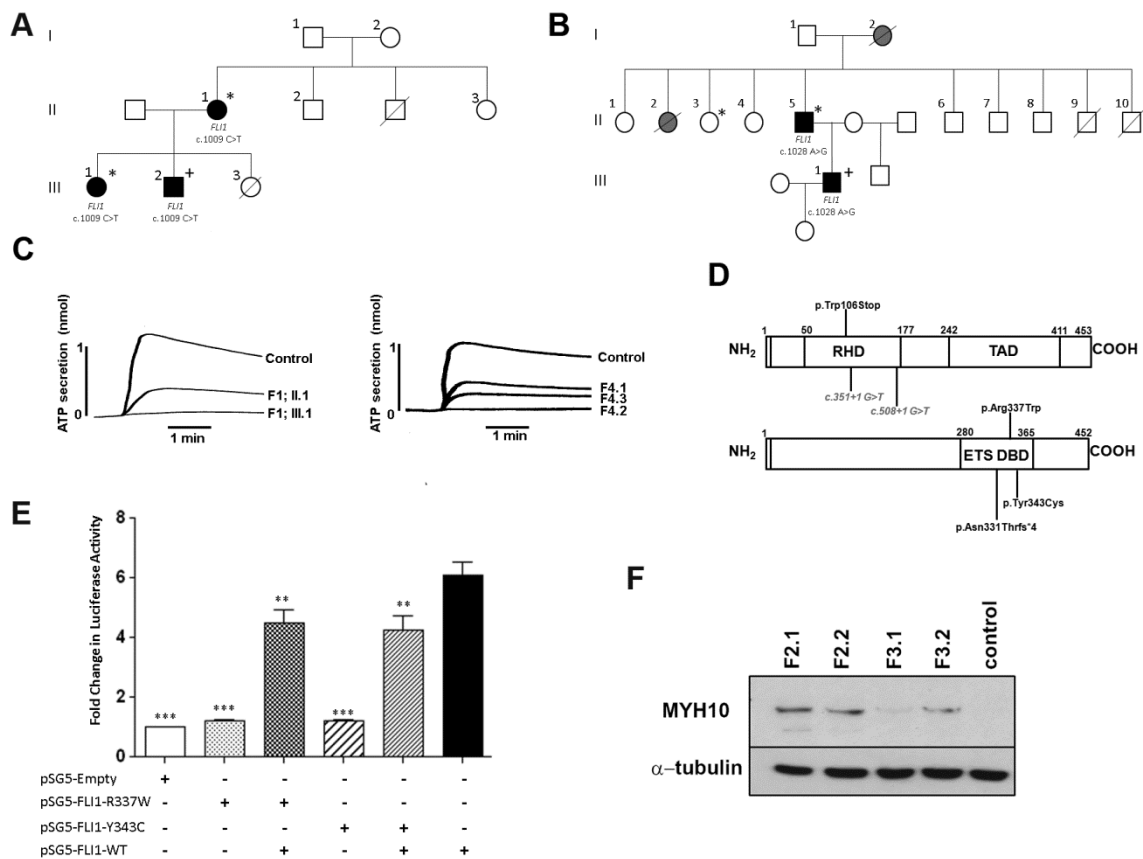 A
I
1
2
II
1
*
FLI1
c.1009 C>T
2
3
III
1
*
FLI1
c.1009 C>T
2
+
FLI1
c.1009 C>T
3
B
I
1
2
II
1
2
3
*
4
5
*
FLI1
c.1028 A>G
6
7
8
9
10
III
1
+
FLI1
c.1028 A>G
C
ATP secretion (nmol)
1
0
Control
F1; II.1
F1; III.1
1 min
ATP secretion (nmol)
1
0
Control
F4.1
F4.3
F4.2
1 min
D
p.Trp106Stop
1 50 177 242 411 453
NH2 RHD TAD COOH
c.351+1 G>T
c.508+1 G>T
p.Arg337Trp
1 280 365 452
NH2 ETS DBD COOH
p.Tyr343Cys
p.Asn331Thrfs*4
E
Fold Change in Luciferase Activity
8
6
4
2
0
*** *** ** *** **
pSG5-Empty + - - - - -
pSG5-FLI1-R337W - + + - - -
pSG5-FLI1-Y343C - - - + + -
pSG5-FLI1-WT - - + - + +
F
F2.1 F2.2 F3.1 F3.2 control
MYH10
α–tubulin